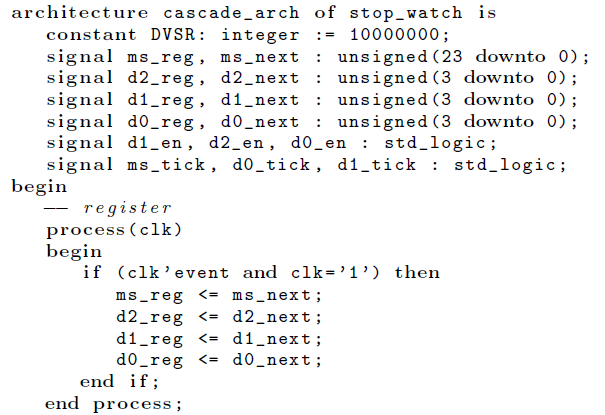 architecture cascade_arch of stop_watch is
constant DVSR: integer := 10000000;
signal ms_reg, ms_next : unsigned(23 downto 0);
signal d2_reg, d2_next : unsigned(3 downto 0);
signal d1_reg, d1_next : unsigned(3 downto 0);
signal d0_reg, d0_next : unsigned(3 downto 0);
signal d1_en, d2_en, d0_en : std_logic;
signal ms_tick, d0_tick, d1_tick : std_logic;
begin
-- register
process(clk)
begin
if (clk'event and clk='1') then
ms_reg <= ms_next;
d2_reg <= d2_next;
d1_reg <= d1_next;
d0_reg <= d0_next;
end if;
end process;